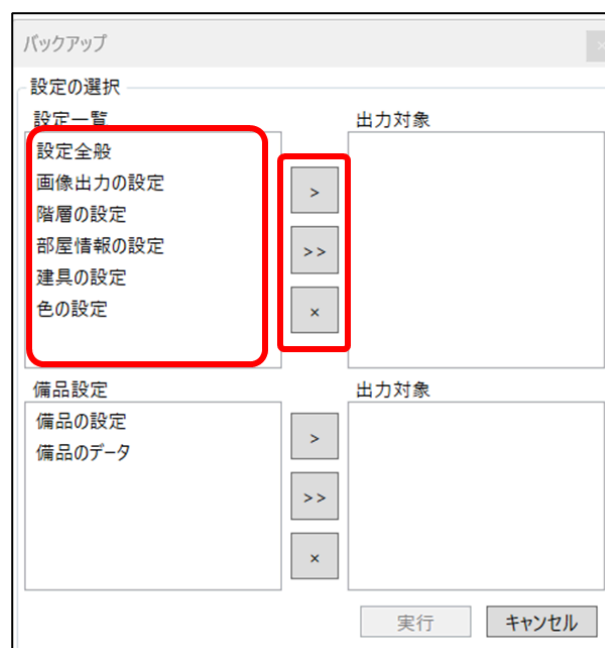 バックアップ
×
設定の選択
設定一覧
出力対象
設定全般
画像出力の設定
階層の設定
部屋情報の設定
建具の設定
色の設定
>
>>
×
備品設定
出力対象
備品の設定
備品のデータ
>
>>
×
実行
キャンセル